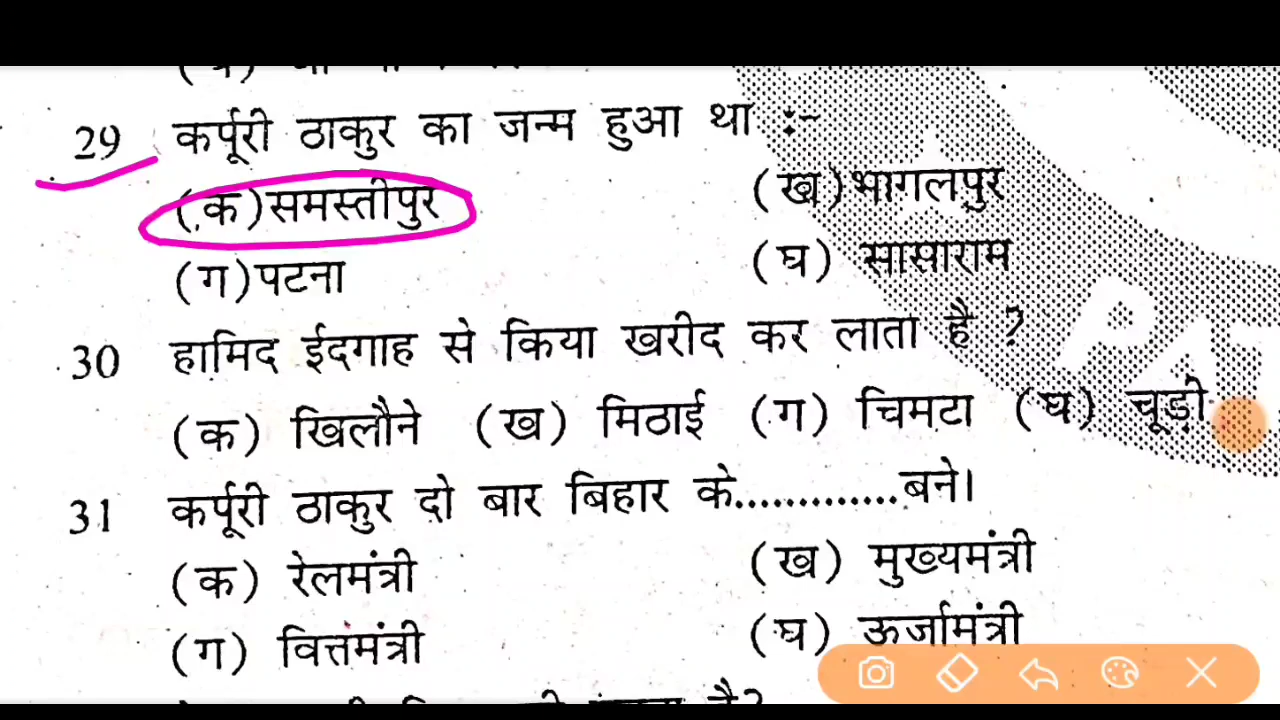 29 कर्पूरी ठाकुर का जन्म हुआ था :-
(क) समस्तीपुर (ख) भागलपुर
(ग) पटना (घ) सासाराम
30 हामिद ईदगाह से किया खरीद कर लाता है ?
(क) खिलौने (ख) मिठाई (ग) चिमटा (घ) चूड़ी
31 कर्पूरी ठाकुर दो बार बिहार के.............बने।
(क) रेलमंत्री (ख) मुख्यमंत्री
(ग) वित्तमंत्री (घ) ऊर्जामंत्री